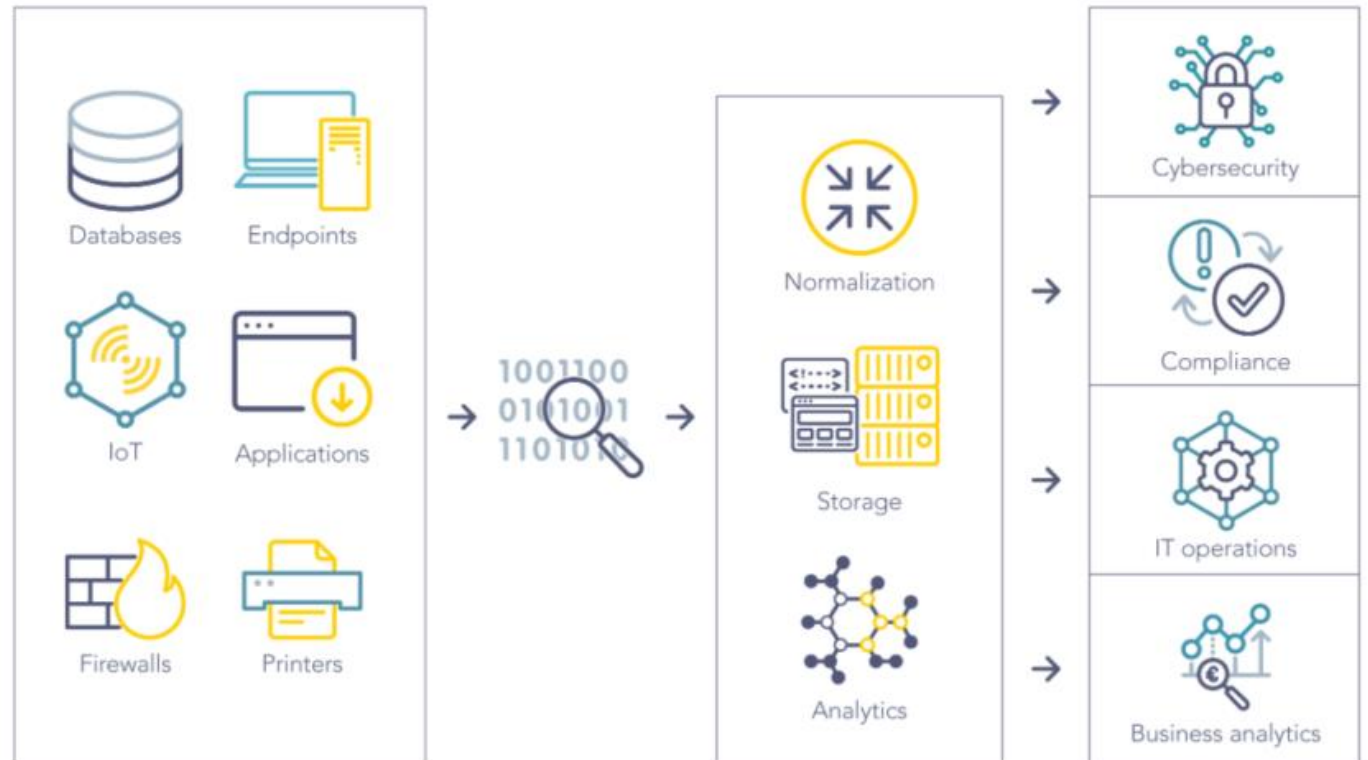 Databases
Endpoints
IoT
Applications
Firewalls
Printers
1001100
0101001
1101010
Normalization
<!--->
<---->
Storage
Analytics
Cybersecurity
Compliance
IT operations
€
Business analytics